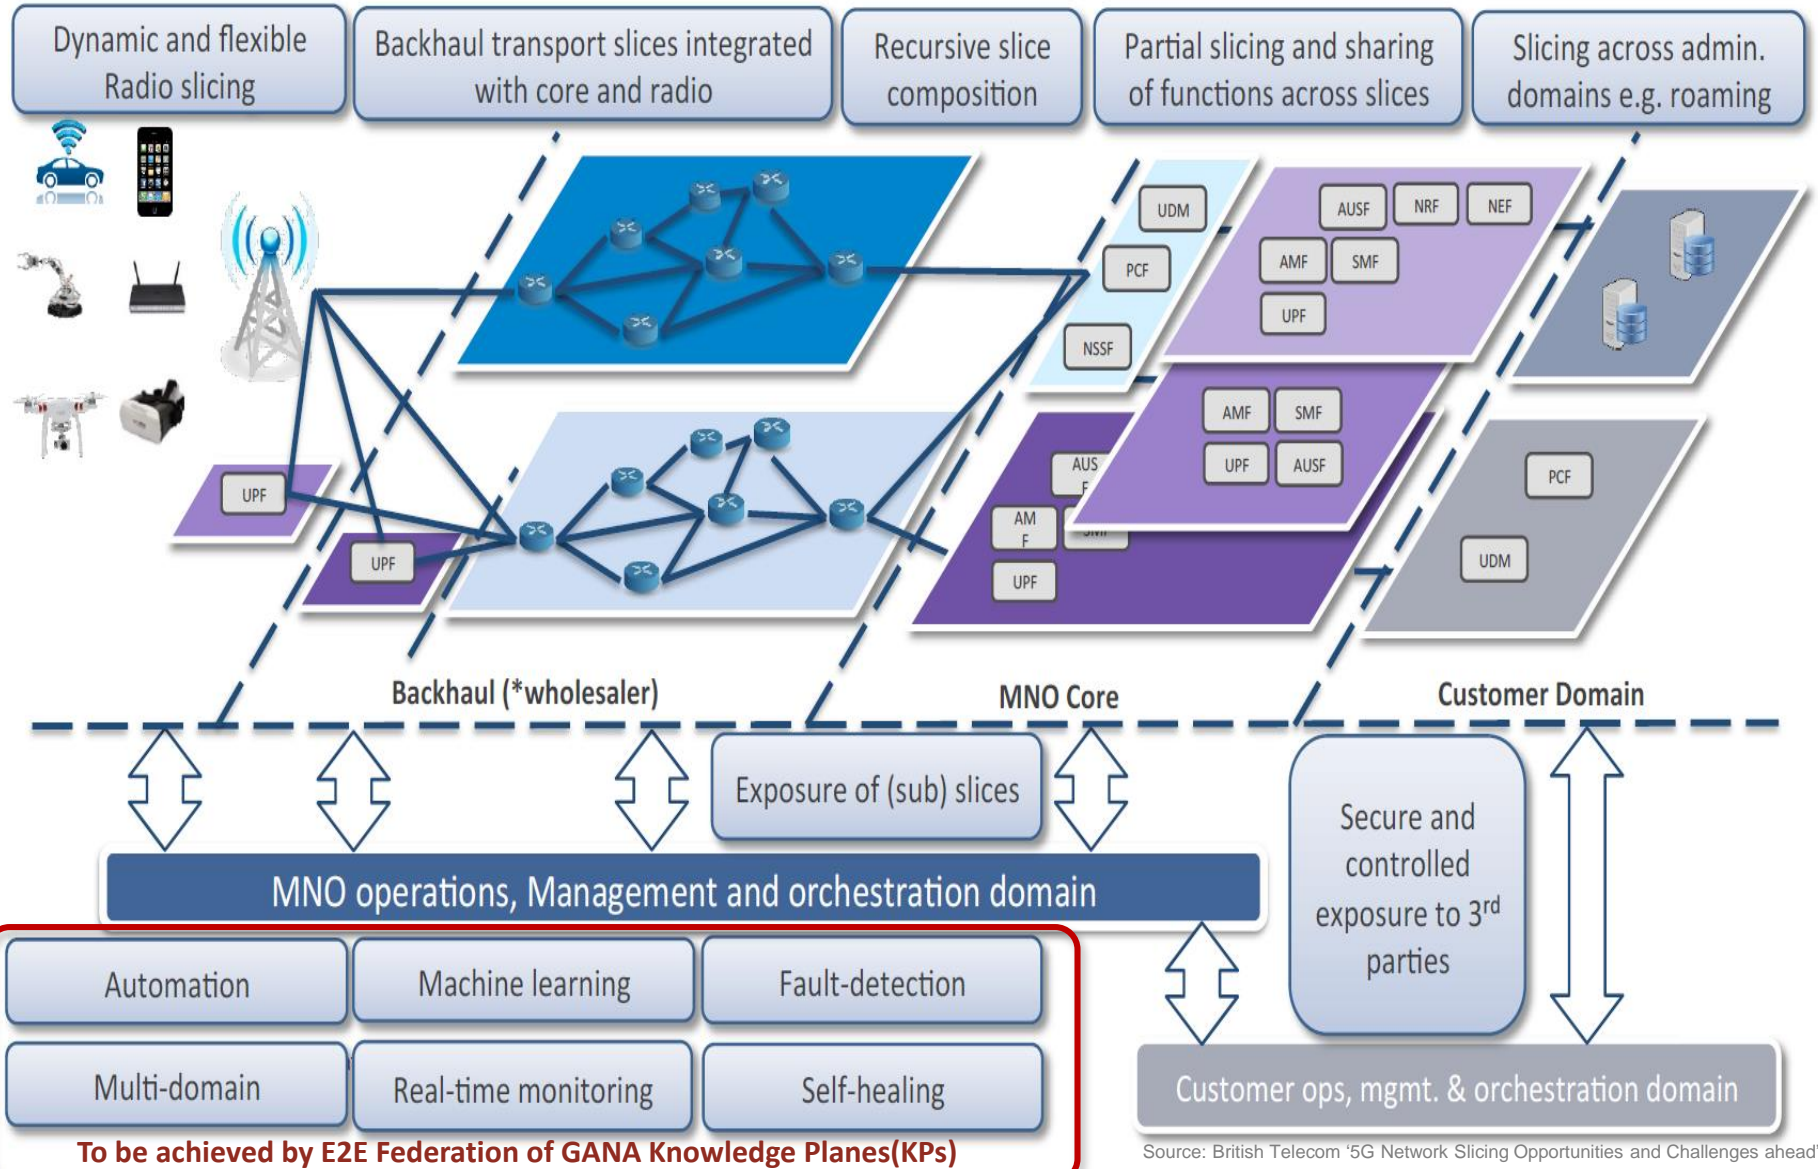 Dynamic and flexible
Radio slicing
Backhaul transport slices integrated
with core and radio
Recursive slice
composition
Partial slicing and sharing
of functions across slices
Slicing across admin.
domains e.g. roaming
UDM
PCF
NSSF
AUSF
NRF
NEF
AMF
SMF
UPF
AMF
SMF
UPF
AUSF
AUS
F
AM
F
SMF
UPF
PCF
UDM
UPF
UPF
Backhaul (*wholesaler)
MNO Core
Customer Domain
Exposure of (sub) slices
MNO operations, Management and orchestration domain
Secure and
controlled
exposure to 3rd
parties
Automation
Machine learning
Fault-detection
Multi-domain
Real-time monitoring
Self-healing
To be achieved by E2E Federation of GANA Knowledge Planes(KPs)
Customer ops, mgmt. & orchestration domain
Source: British Telecom ‘5G Network Slicing Opportunities and Challenges ahead’